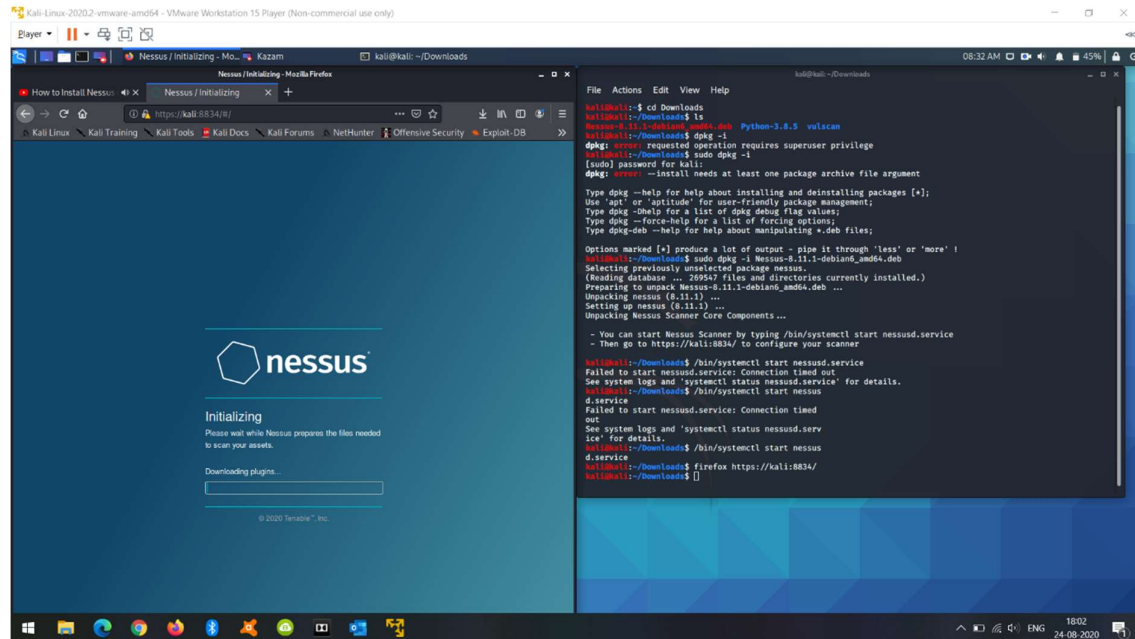 Kali-Linux-2020.2-vmware-amd64 - VMware Workstation 15 Player (Non-commercial use only)
Player
Nessus / Initializing - Mo...
Kazam
kali@kali: ~/Downloads
08:32 AM
45%
Nessus / Initializing - Mozilla Firefox
How to Install Nessus
Nessus / Initializing
https://kali:8834/#/
Kali Linux
Kali Training
Kali Tools
Kali Docs
Kali Forums
NetHunter
Offensive Security
Exploit-DB
nessus
Initializing
Please wait while Nessus prepares the files needed
to scan your assets.
Downloading plugins...
© 2020 Tenable™, Inc.
kali@kali: ~/Downloads
File Actions Edit View Help
kali@kali:~$ cd Downloads
kali@kali:~/Downloads$ ls
Nessus-8.11.1-debian6_amd64.deb Python-3.8.5 vulscan
kali@kali:~/Downloads$ dpkg -i
dpkg: error: requested operation requires superuser privilege
kali@kali:~/Downloads$ sudo dpkg -i
[sudo] password for kali:
dpkg: error: --install needs at least one package archive file argument
Type dpkg --help for help about installing and deinstalling packages [*];
Use 'apt' or 'aptitude' for user-friendly package management;
Type dpkg -Dhelp for a list of dpkg debug flag values;
Type dpkg --force-help for a list of forcing options;
Type dpkg-deb --help for help about manipulating *.deb files;
Options marked [*] produce a lot of output - pipe it through 'less' or 'more' !
kali@kali:~/Downloads$ sudo dpkg -i Nessus-8.11.1-debian6_amd64.deb
Selecting previously unselected package nessus.
(Reading database ... 269547 files and directories currently installed.)
Preparing to unpack Nessus-8.11.1-debian6_amd64.deb ...
Unpacking nessus (8.11.1) ...
Setting up nessus (8.11.1) ...
Unpacking Nessus Scanner Core Components...
- You can start Nessus Scanner by typing /bin/systemctl start nessusd.service
- Then go to https://kali:8834/ to configure your scanner
kali@kali:~/Downloads$ /bin/systemctl start nessusd.service
Failed to start nessusd.service: Connection timed out
See system logs and 'systemctl status nessusd.service' for details.
kali@kali:~/Downloads$ /bin/systemctl start nessus
d.service
Failed to start nessusd.service: Connection timed
out
See system logs and 'systemctl status nessusd.serv
ice' for details.
kali@kali:~/Downloads$ /bin/systemctl start nessus
d.service
kali@kali:~/Downloads$ firefox https://kali:8834/
kali@kali:~/Downloads$
ENG
18:02
24-08-2020